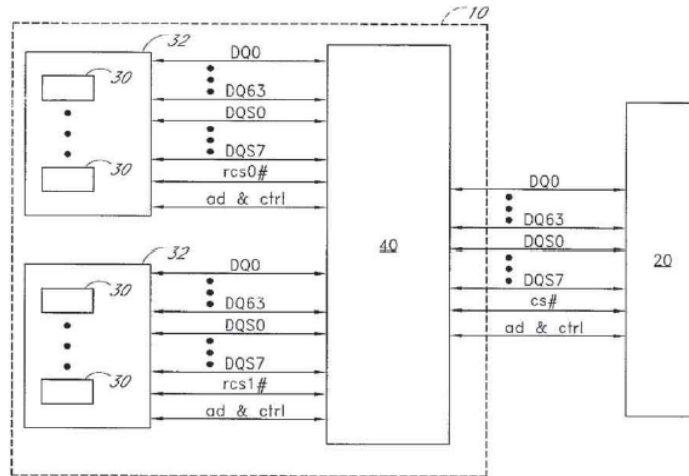 10
32
30
30
DQ0
DQ63
DQS0
DQS7
rcs0#
ad & ctrl
32
30
30
DQ0
DQ63
DQS0
DQS7
rcs1#
ad & ctrl
40
DQ0
DQ63
DQS0
DQS7
cs#
ad & ctrl
20